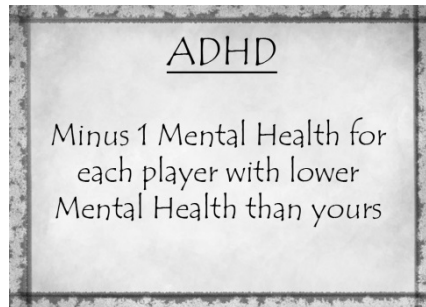 ADHD
Minus 1 Mental Health for
each player with lower
Mental Health than yours